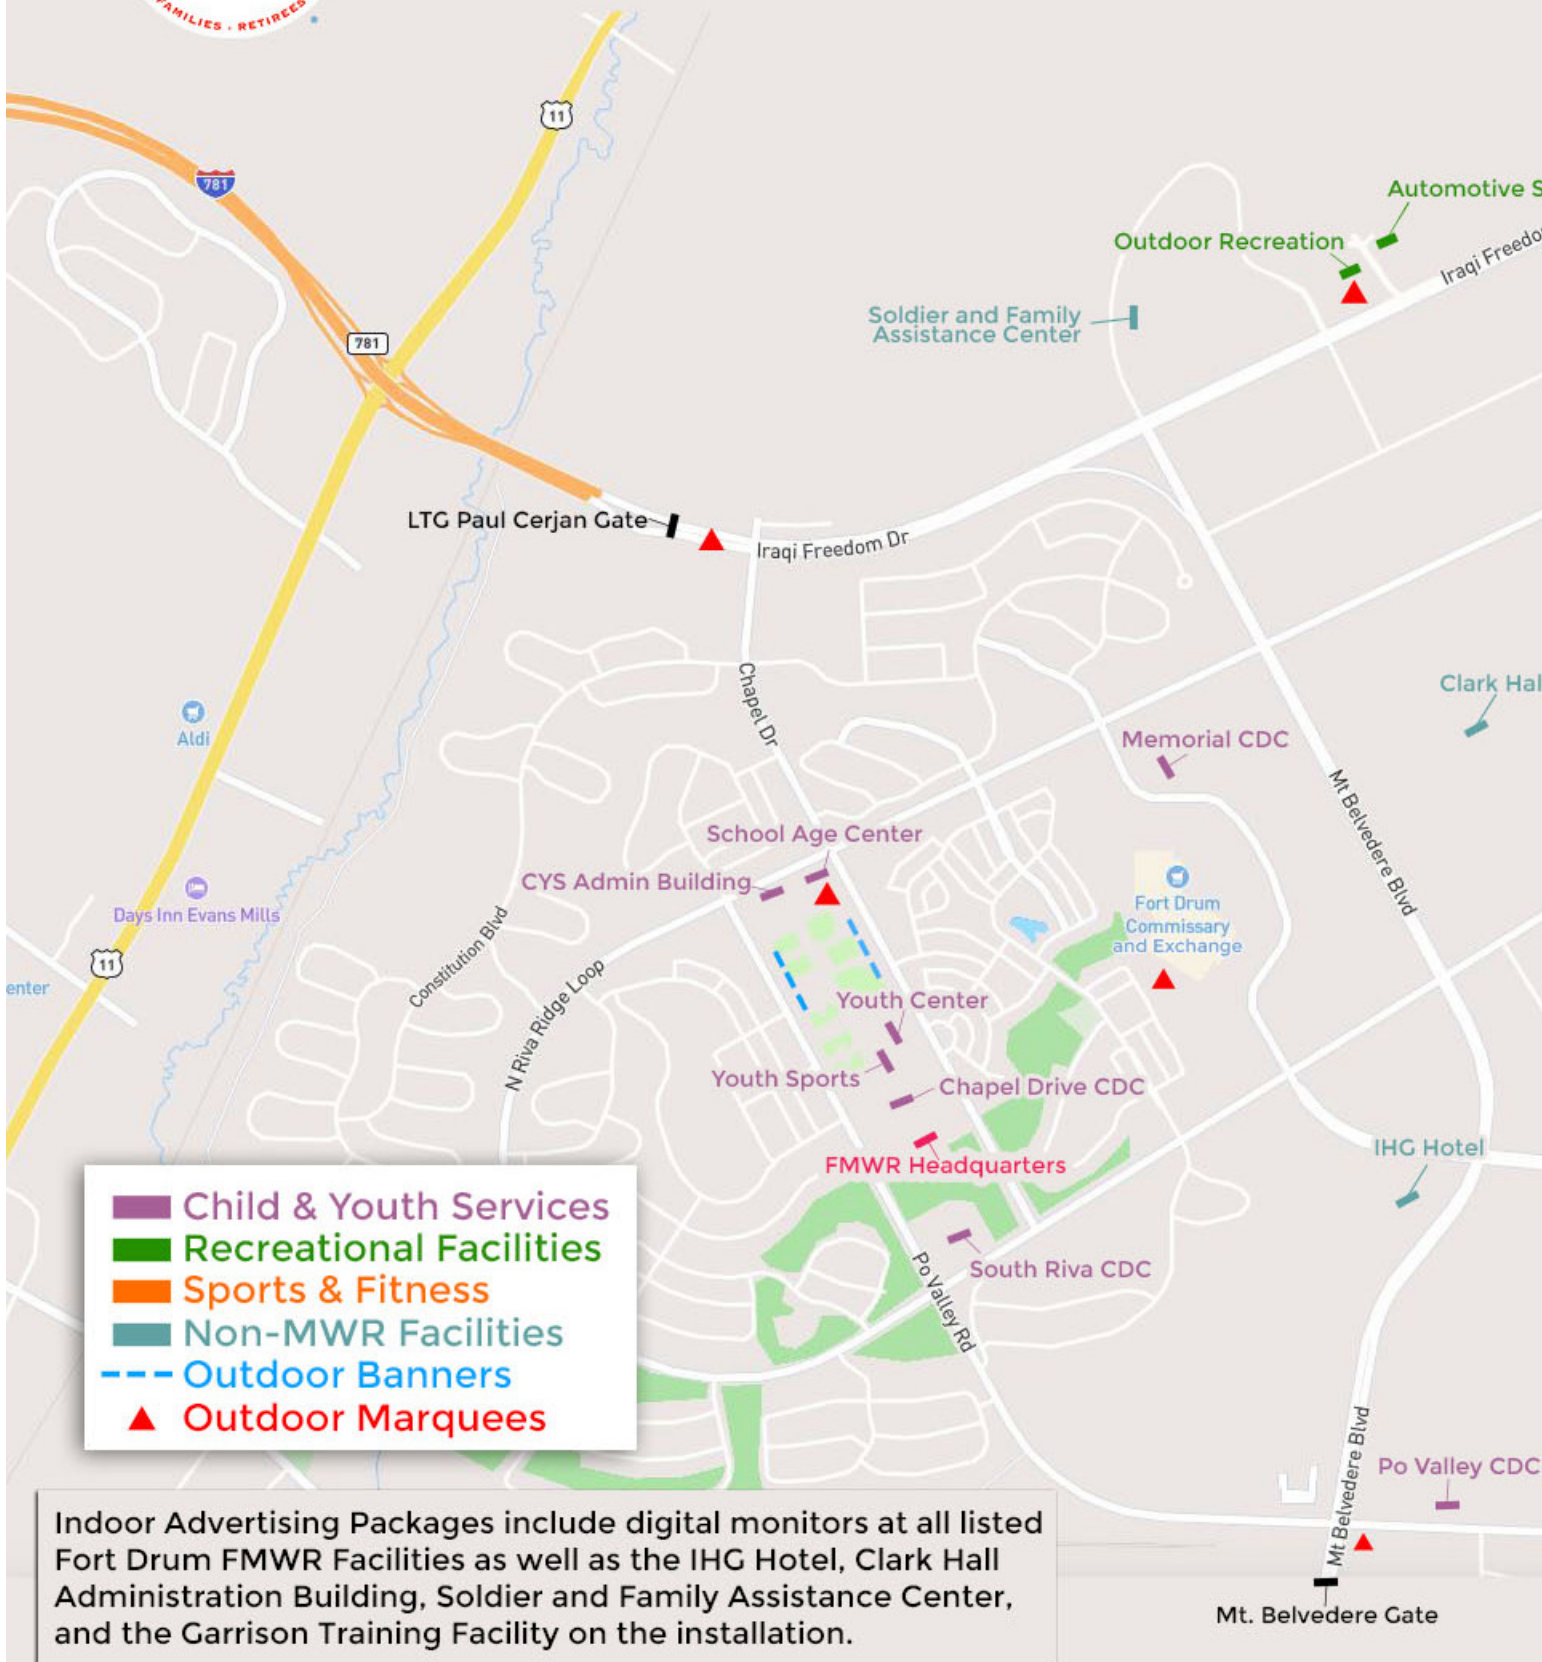 FAMILIES • RETIREES
11
781
Automotive S
Outdoor Recreation
Iraqi Freedo
Soldier and Family
Assistance Center
781
LTG Paul Cerjan Gate
Iraqi Freedom Dr
Chapel Dr
Clark Hal
Aldi
Memorial CDC
Mt Belvedere Blvd
School Age Center
CYS Admin Building
Days Inn Evans Mills
Fort Drum
Commissary
and Exchange
11
enter
Constitution Blvd
N Riva Ridge Loop
Youth Center
Youth Sports
Chapel Drive CDC
IHG Hotel
FMWR Headquarters
South Riva CDC
Po Valley Rd
Child & Youth Services
Recreational Facilities
Sports & Fitness
Non-MWR Facilities
Outdoor Banners
Outdoor Marquees
Mt Belvedere Blvd
Po Valley CDC
Indoor Advertising Packages include digital monitors at all listed
Fort Drum FMWR Facilities as well as the IHG Hotel, Clark Hall
Administration Building, Soldier and Family Assistance Center,
and the Garrison Training Facility on the installation.
Mt. Belvedere Gate